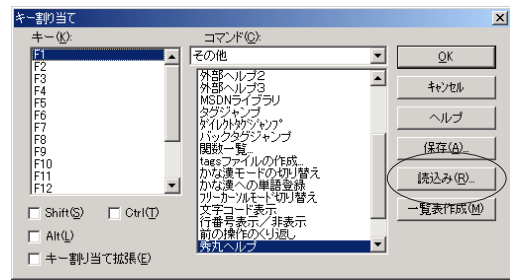 キー割り当て
キー(K):
F1
F2
F3
F4
F5
F6
F7
F8
F9
F10
F11
F12
Shift(S)
Ctrl(T)
Alt(L)
キー割り当て拡張(E)
コマンド(C):
その他
外部ヘルプ2
外部ヘルプ3
MSDNライブラリ
タグジャンプ
ダイレクトタグジャンプ
バックタグジャンプ
関数一覧...
tagsファイルの作成...
かな漢モードの切り替え
かな漢への単語登録
フリーカーソルモード切り替え
文字コード表示
行番号表示/非表示
前の操作のくり返し
秀丸ヘルプ
OK
キャンセル
ヘルプ
保存(A)...
読込み(R)...
一覧表作成(M)